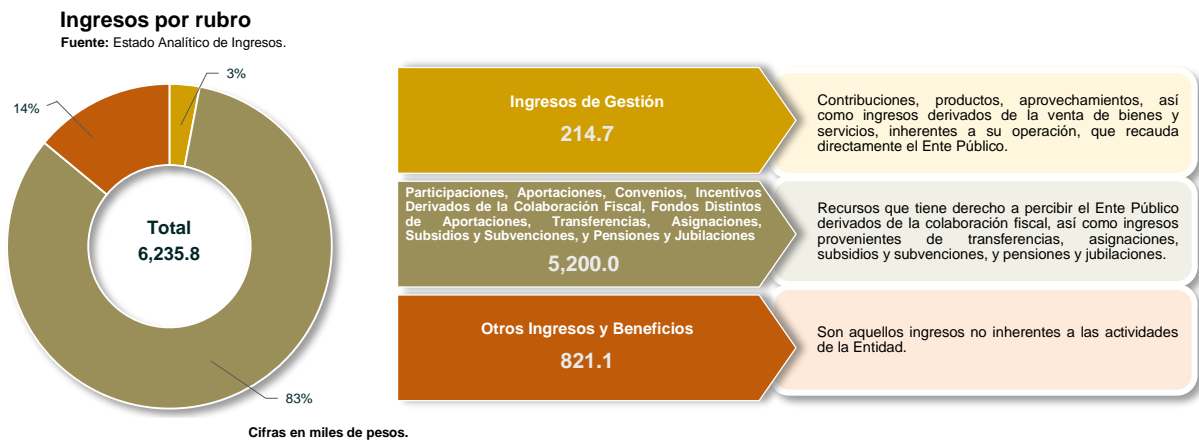 Ingresos por rubro
Fuente: Estado Analítico de Ingresos.
3%
14%
Total
6,235.8
83%
Ingresos de Gestión
214.7
Contribuciones, productos, aprovechamientos, así
como ingresos derivados de la venta de bienes y
servicios, inherentes a su operación, que recauda
directamente el Ente Público.
Participaciones, Aportaciones, Convenios, Incentivos
Derivados de la Colaboración Fiscal, Fondos Distintos
de Aportaciones, Transferencias, Asignaciones,
Subsidios y Subvenciones, y Pensiones y Jubilaciones
5,200.0
Recursos que tiene derecho a percibir el Ente Público
derivados de la colaboración fiscal, así como ingresos
provenientes de transferencias, asignaciones,
subsidios y subvenciones, y pensiones y jubilaciones.
Otros Ingresos y Beneficios
821.1
Son aquellos ingresos no inherentes a las actividades
de la Entidad.
Cifras en miles de pesos.